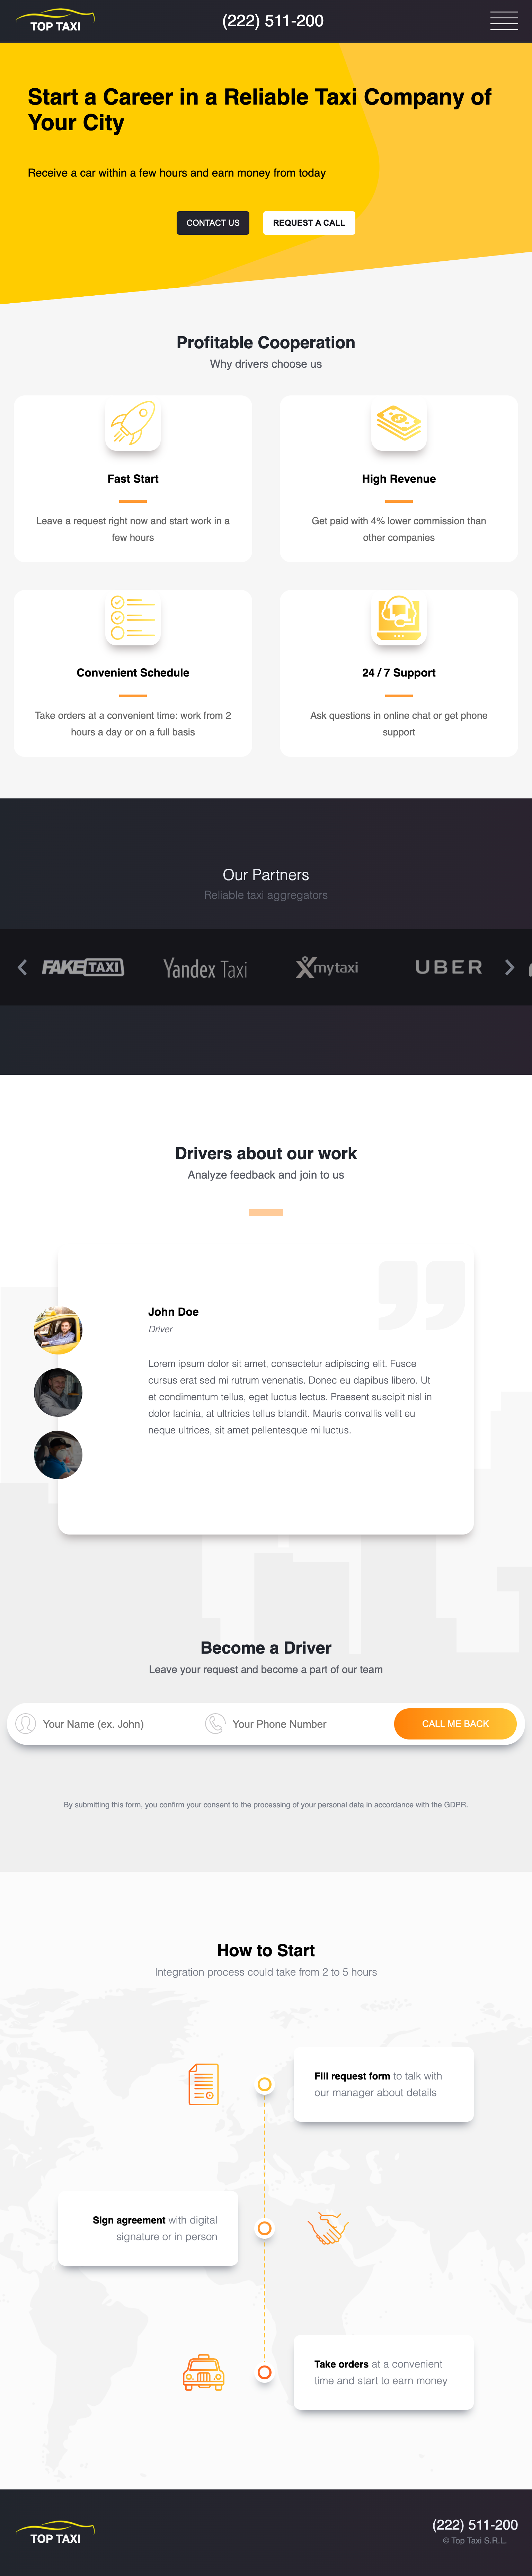 TOP TAXI
(222) 511-200
Start a Career in a Reliable Taxi Company of
Your City
Receive a car within a few hours and earn money from today
CONTACT US
REQUEST A CALL
Profitable Cooperation
Why drivers choose us
Fast Start
Leave a request right now and start work in a
few hours
High Revenue
Get paid with 4% lower commission than
other companies
Convenient Schedule
Take orders at a convenient time: work from 2
hours a day or on a full basis
24 / 7 Support
Ask questions in online chat or get phone
support
Our Partners
Reliable taxi aggregators
FAKE TAXI
Yandex Taxi
mytaxi
UBER
Drivers about our work
Analyze feedback and join to us
John Doe
Driver
Lorem ipsum dolor sit amet, consectetur adipiscing elit. Fusce
cursus erat sed mi rutrum venenatis. Donec eu dapibus libero. Ut
et condimentum tellus, eget luctus lectus. Praesent suscipit nisl in
dolor lacinia, at ultricies tellus blandit. Mauris convallis velit eu
neque ultrices, sit amet pellentesque mi luctus.
Become a Driver
Leave your request and become a part of our team
Your Name (ex. John)
Your Phone Number
CALL ME BACK
By submitting this form, you confirm your consent to the processing of your personal data in accordance with the GDPR.
How to Start
Integration process could take from 2 to 5 hours
Fill request form to talk with
our manager about details
Sign agreement with digital
signature or in person
Take orders at a convenient
time and start to earn money
TOP TAXI
(222) 511-200
© Top Taxi S.R.L.